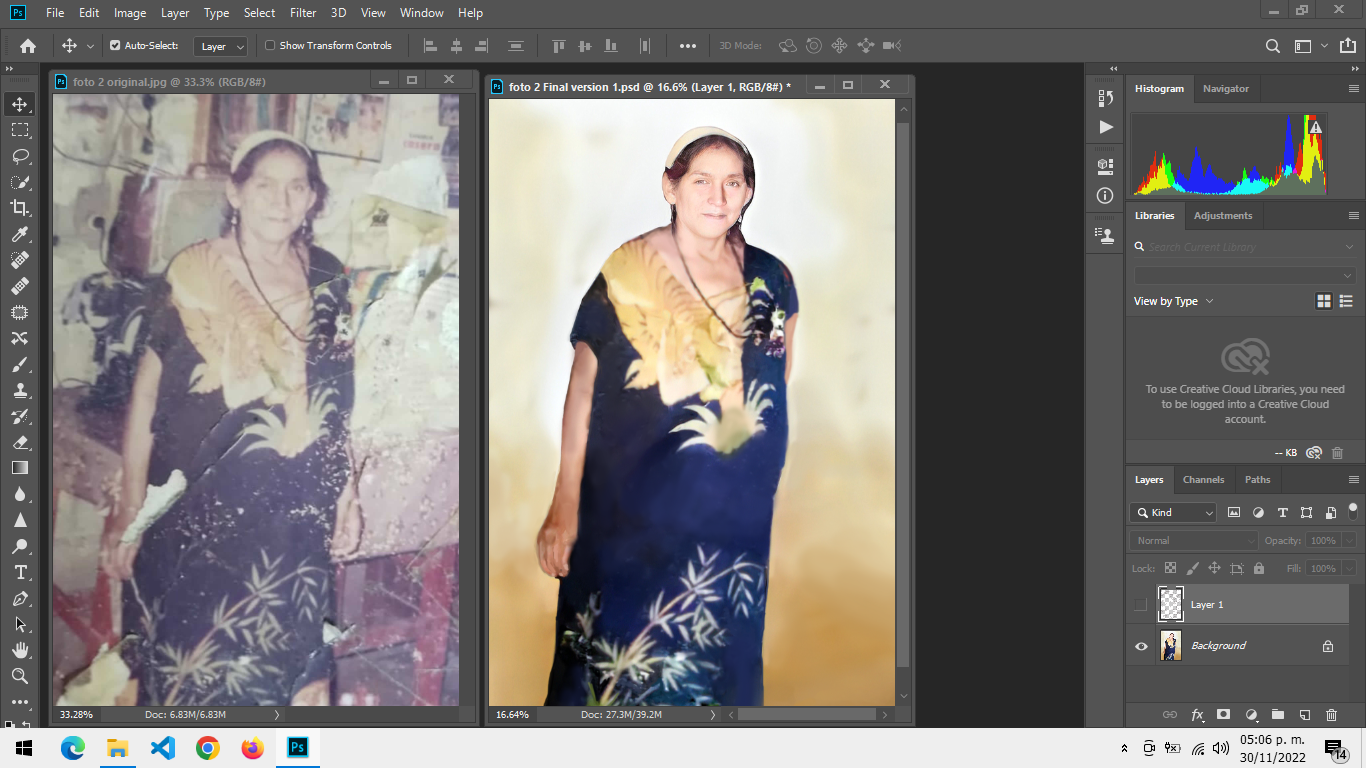 Ps File Edit Image Layer Type Select Filter 3D View Window Help
Auto-Select: Layer Show Transform Controls 3D Mode:
foto 2 original.jpg @ 33.3% (RGB/8#)
33.28% Doc: 6.83M/6.83M
foto 2 Final version 1.psd @ 16.6% (Layer 1, RGB/8#) *
16.64% Doc: 27.3M/39.2M
Histogram Navigator
Libraries Adjustments
Search Current Library
View by Type
To use Creative Cloud Libraries, you need
to be logged into a Creative Cloud
account.
-- KB
Layers Channels Paths
Kind
Normal Opacity: 100%
Lock: Fill: 100%
Layer 1
Background
Ps
05:06 p. m.
30/11/2022
14